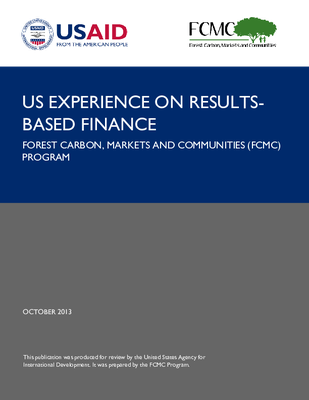 USAID
FROM THE AMERICAN PEOPLE
FCMC
Forest Carbon, Markets and Communities
US EXPERIENCE ON RESULTS-
BASED FINANCE
FOREST CARBON, MARKETS AND COMMUNITIES (FCMC)
PROGRAM
OCTOBER 2013
This publication was produced for review by the United States Agency for
International Development. It was prepared by the FCMC Program.